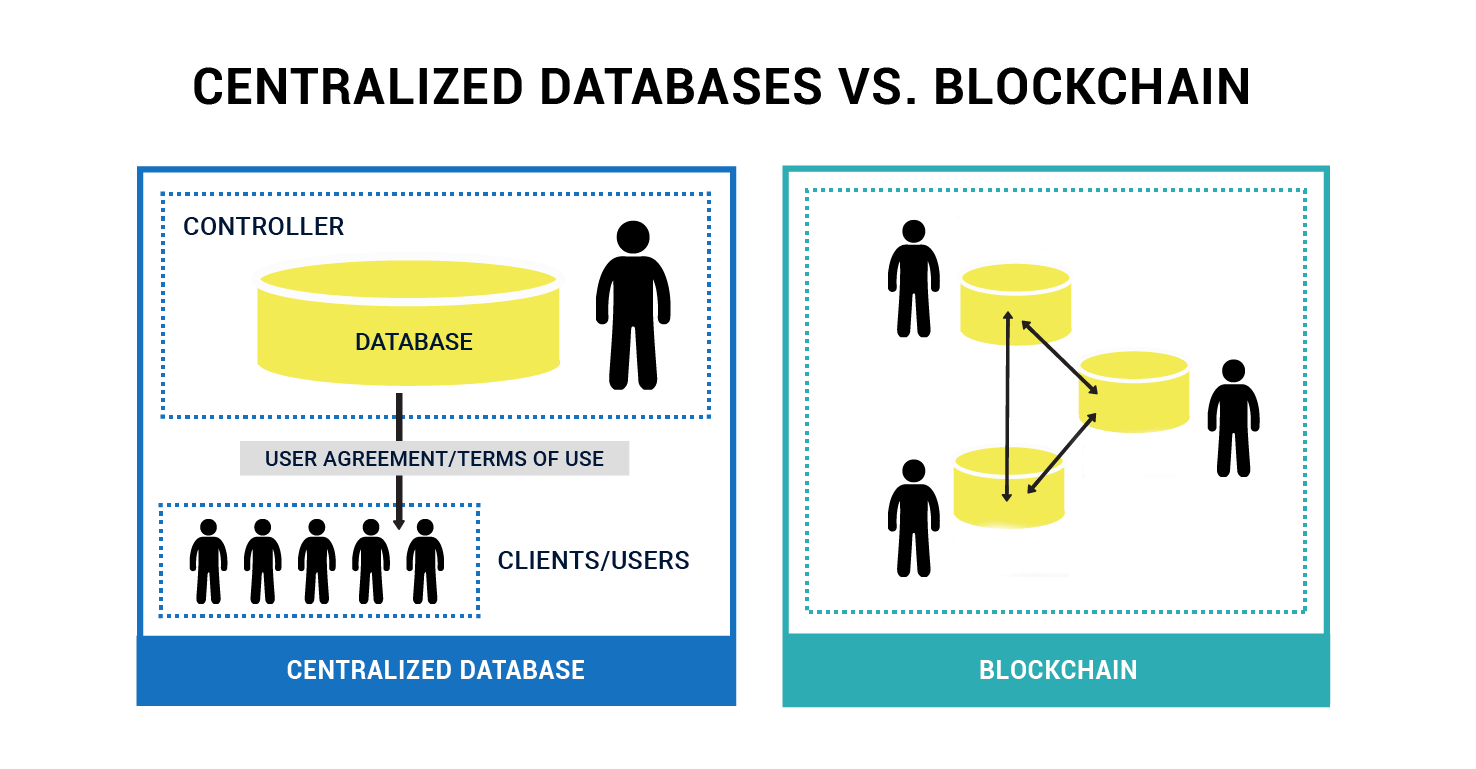 CENTRALIZED DATABASES VS. BLOCKCHAIN
CONTROLLER
DATABASE
USER AGREEMENT/TERMS OF USE
CLIENTS/USERS
CENTRALIZED DATABASE
BLOCKCHAIN